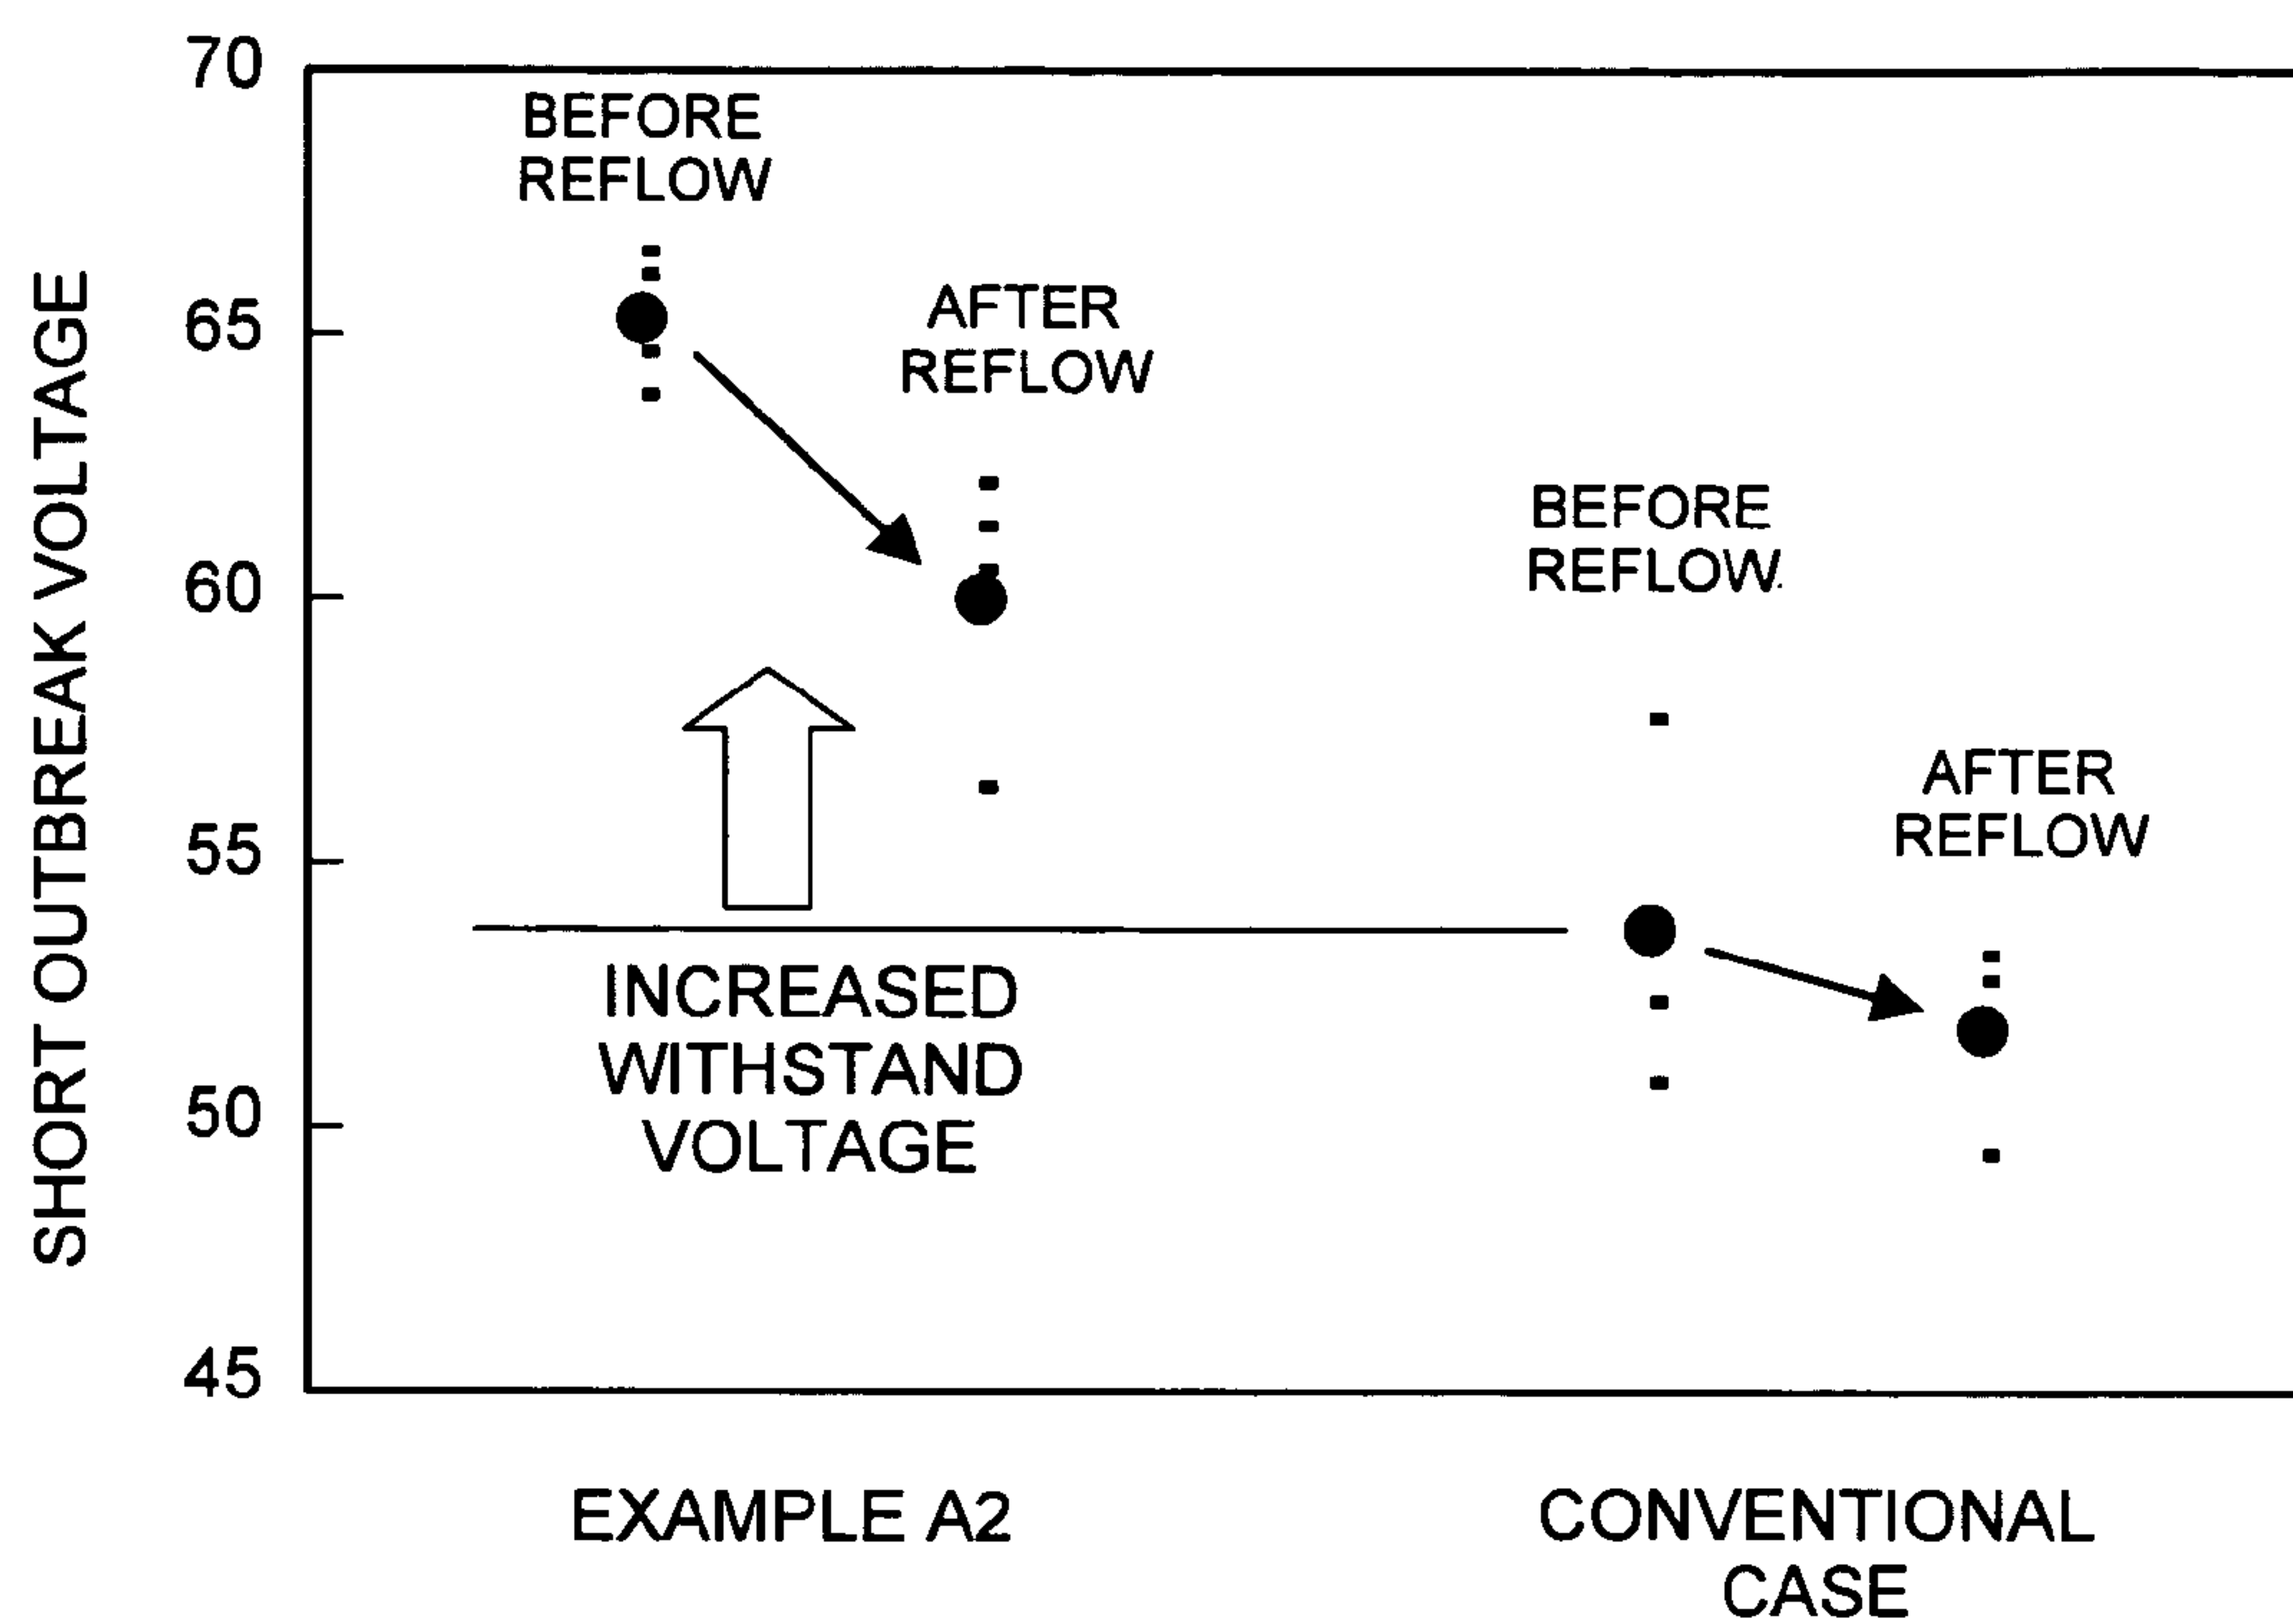 SHORT OUTBREAK VOLTAGE
70
65
60
55
50
45
BEFORE
REFLOW
AFTER
REFLOW
BEFORE
REFLOW.
AFTER
REFLOW
INCREASED
WITHSTAND
VOLTAGE
EXAMPLE A2
CONVENTIONAL
CASE